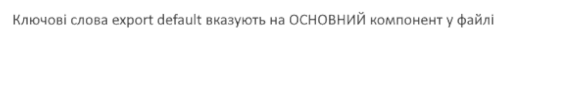 Ключові слова export default вказують на ОСНОВНИЙ компонент у файлі